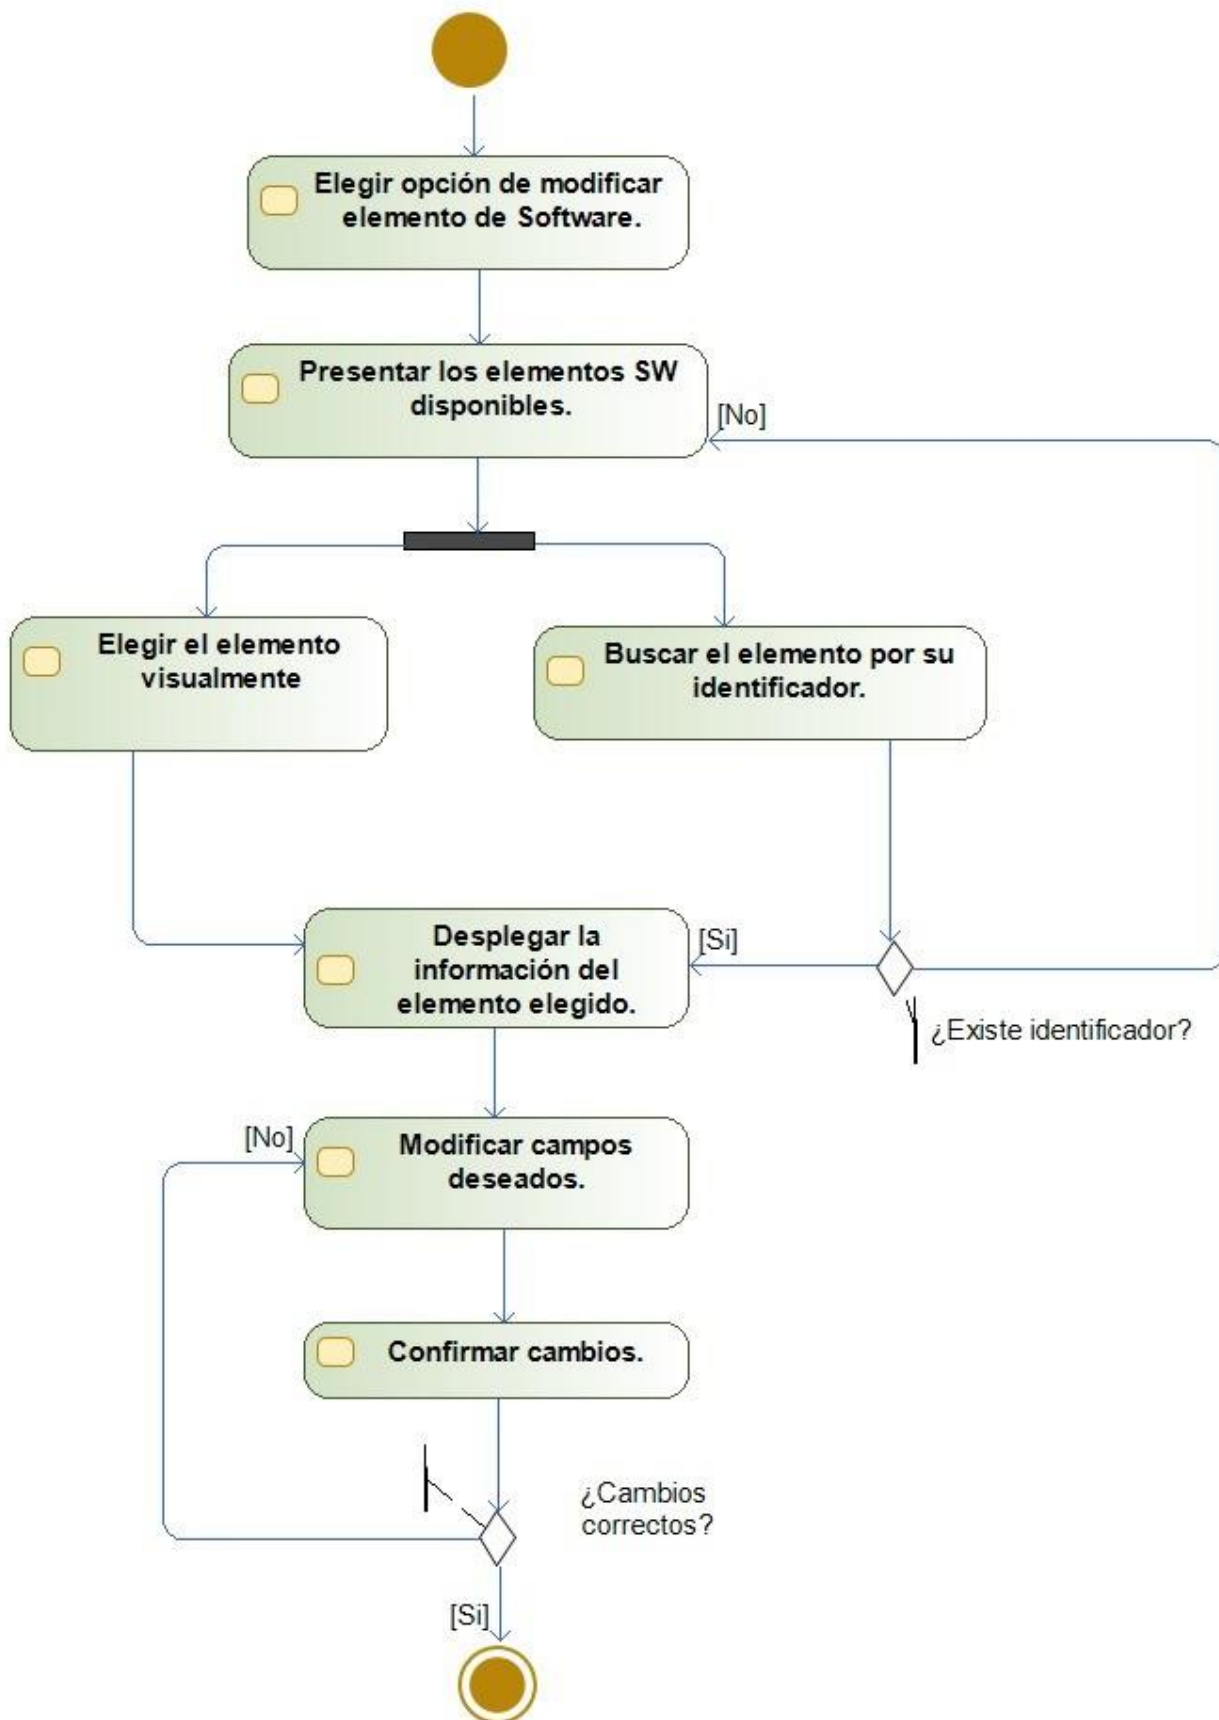 Elegir opción de modificar
elemento de Software.
Presentar los elementos SW
disponibles.
[No]
Elegir el elemento
visualmente
Buscar el elemento por su
identificador.
Desplegar la
información del
elemento elegido.
[Si]
¿Existe identificador?
[No]
Modificar campos
deseados.
Confirmar cambios.
¿Cambios
correctos?
[Si]